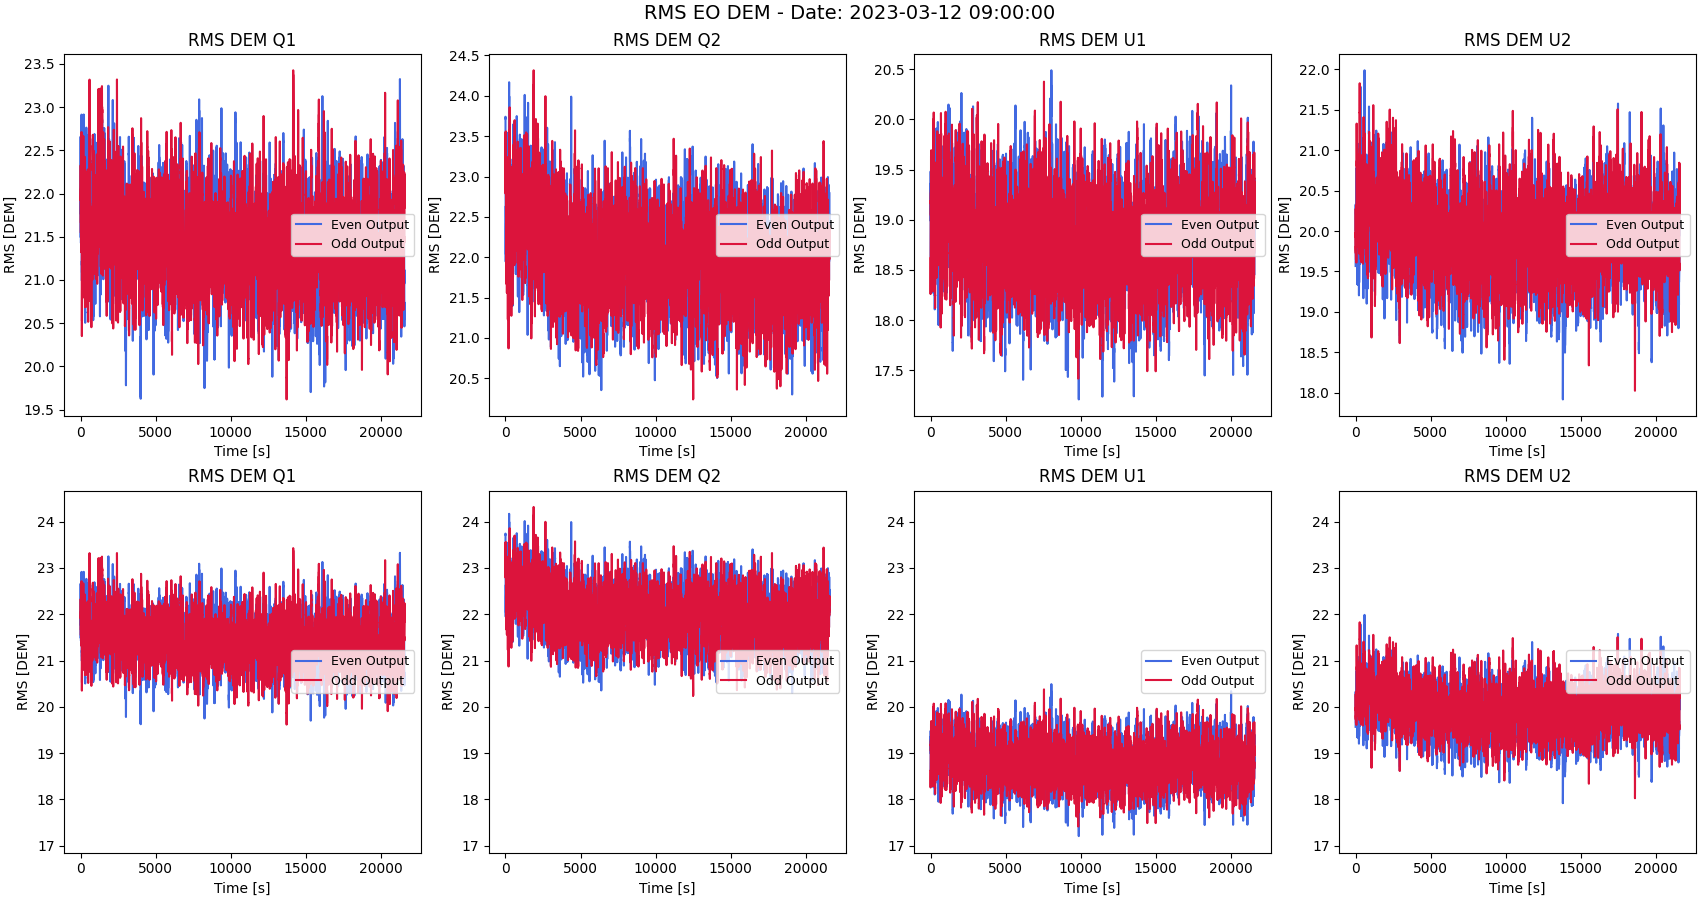 RMS EO DEM - Date: 2023-03-12 09:00:00
RMS DEM Q1
RMS [DEM]
23.5
23.0
22.5
22.0
21.5
21.0
20.5
20.0
19.5
Even Output
Odd Output
0 5000 10000 15000 20000
Time [s]
RMS DEM Q2
RMS [DEM]
24.5
24.0
23.5
23.0
22.5
22.0
21.5
21.0
20.5
Even Output
Odd Output
0 5000 10000 15000 20000
Time [s]
RMS DEM U1
RMS [DEM]
20.5
20.0
19.5
19.0
18.5
18.0
17.5
Even Output
Odd Output
0 5000 10000 15000 20000
Time [s]
RMS DEM U2
RMS [DEM]
22.0
21.5
21.0
20.5
20.0
19.5
19.0
18.5
18.0
Even Output
Odd Output
0 5000 10000 15000 20000
Time [s]
RMS DEM Q1
RMS [DEM]
24
23
22
21
20
19
18
17
Even Output
Odd Output
0 5000 10000 15000 20000
Time [s]
RMS DEM Q2
RMS [DEM]
24
23
22
21
20
19
18
17
Even Output
Odd Output
0 5000 10000 15000 20000
Time [s]
RMS DEM U1
RMS [DEM]
24
23
22
21
20
19
18
17
Even Output
Odd Output
0 5000 10000 15000 20000
Time [s]
RMS DEM U2
RMS [DEM]
24
23
22
21
20
19
18
17
Even Output
Odd Output
0 5000 10000 15000 20000
Time [s]